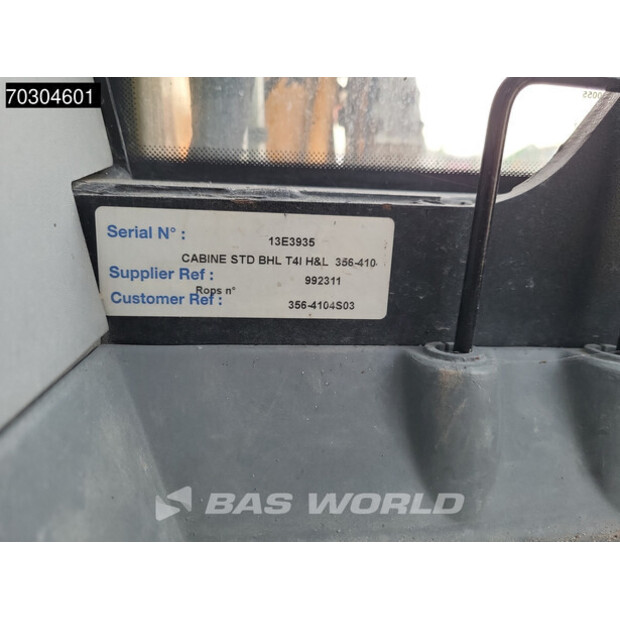 70304601
Serial N° :
13E3935
CABINE STD BHL T4I H&L 356-410
Supplier Ref :
992311
Rops n°
Customer Ref :
356-4104S03
BAS WORLD